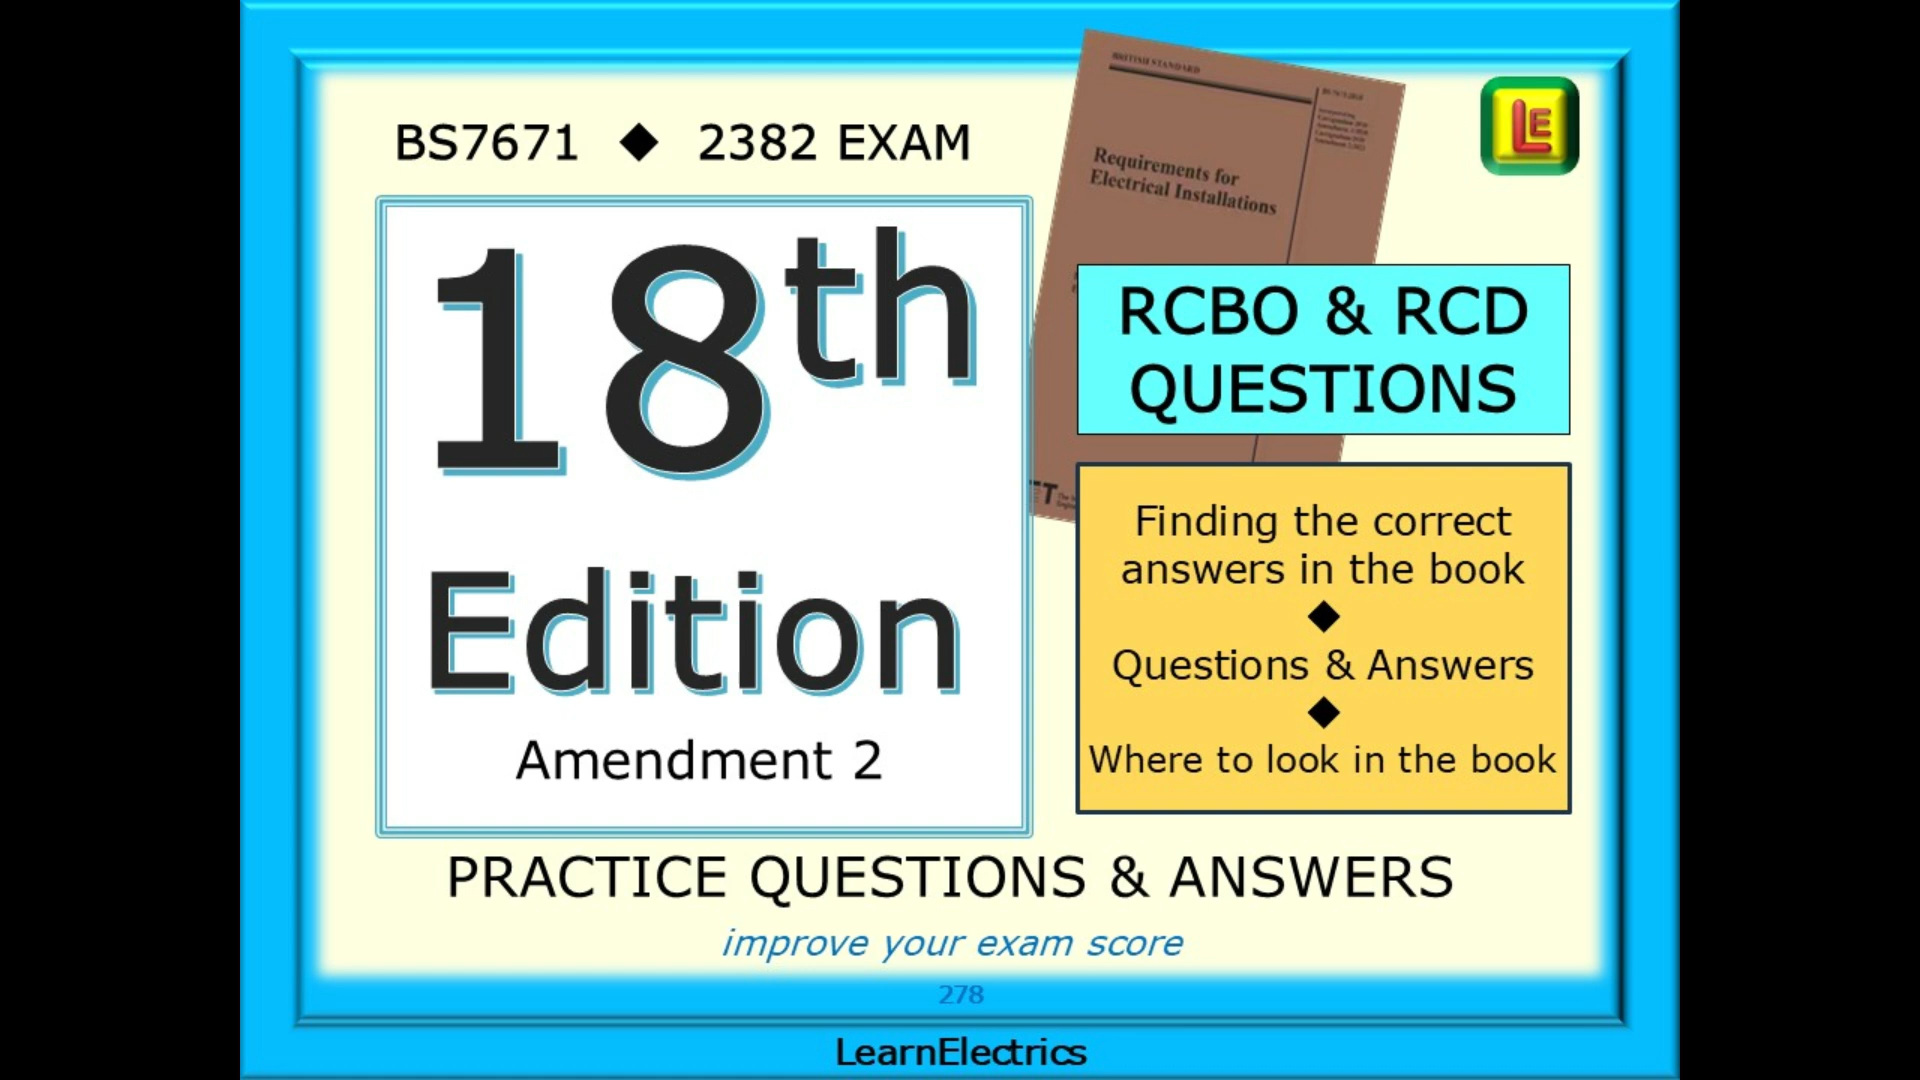 BS7671 ◆ 2382 EXAM
18th
Edition
Amendment 2
BRITISH STANDARD
Requirements for
Electrical Installations
LE
RCBO & RCD
QUESTIONS
Finding the correct
answers in the book
◆
Questions & Answers
◆
Where to look in the book
PRACTICE QUESTIONS & ANSWERS
improve your exam score
278
LearnElectrics